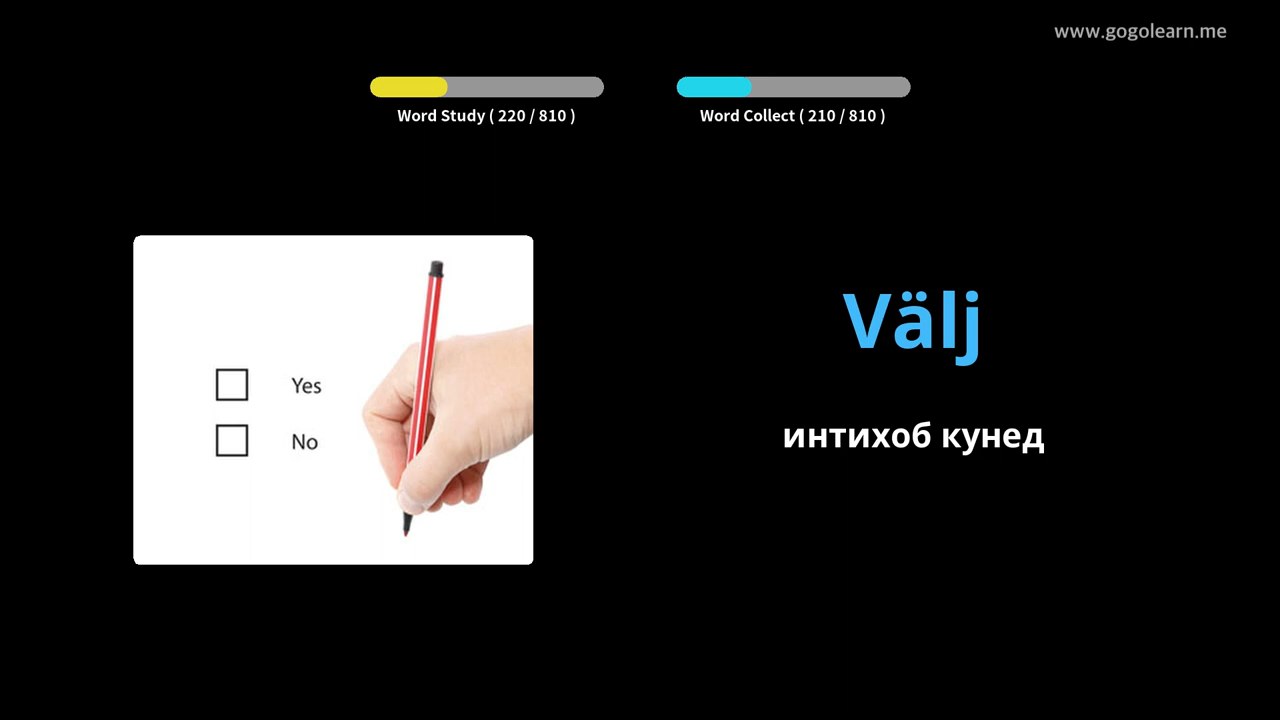 www.gogolearn.me
Word Study ( 220 / 810 )
Word Collect ( 210 / 810 )
Yes
No
Välj
интихоб кунед